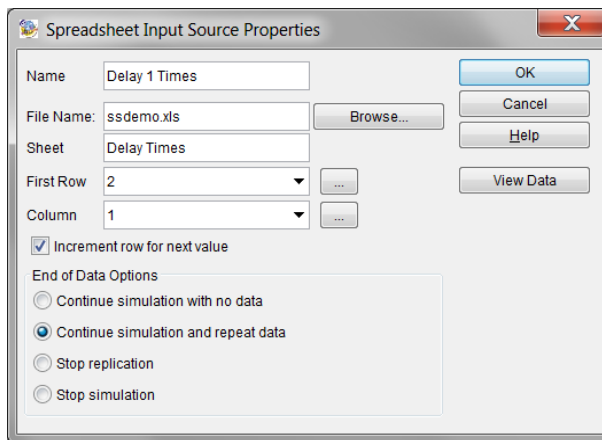 Spreadsheet Input Source Properties
X
Name Delay 1 Times
OK
File Name: ssdemo.xls Browse...
Cancel
Sheet Delay Times
Help
First Row 2 ...
View Data
Column 1 ...
Increment row for next value
End of Data Options
Continue simulation with no data
Continue simulation and repeat data
Stop replication
Stop simulation